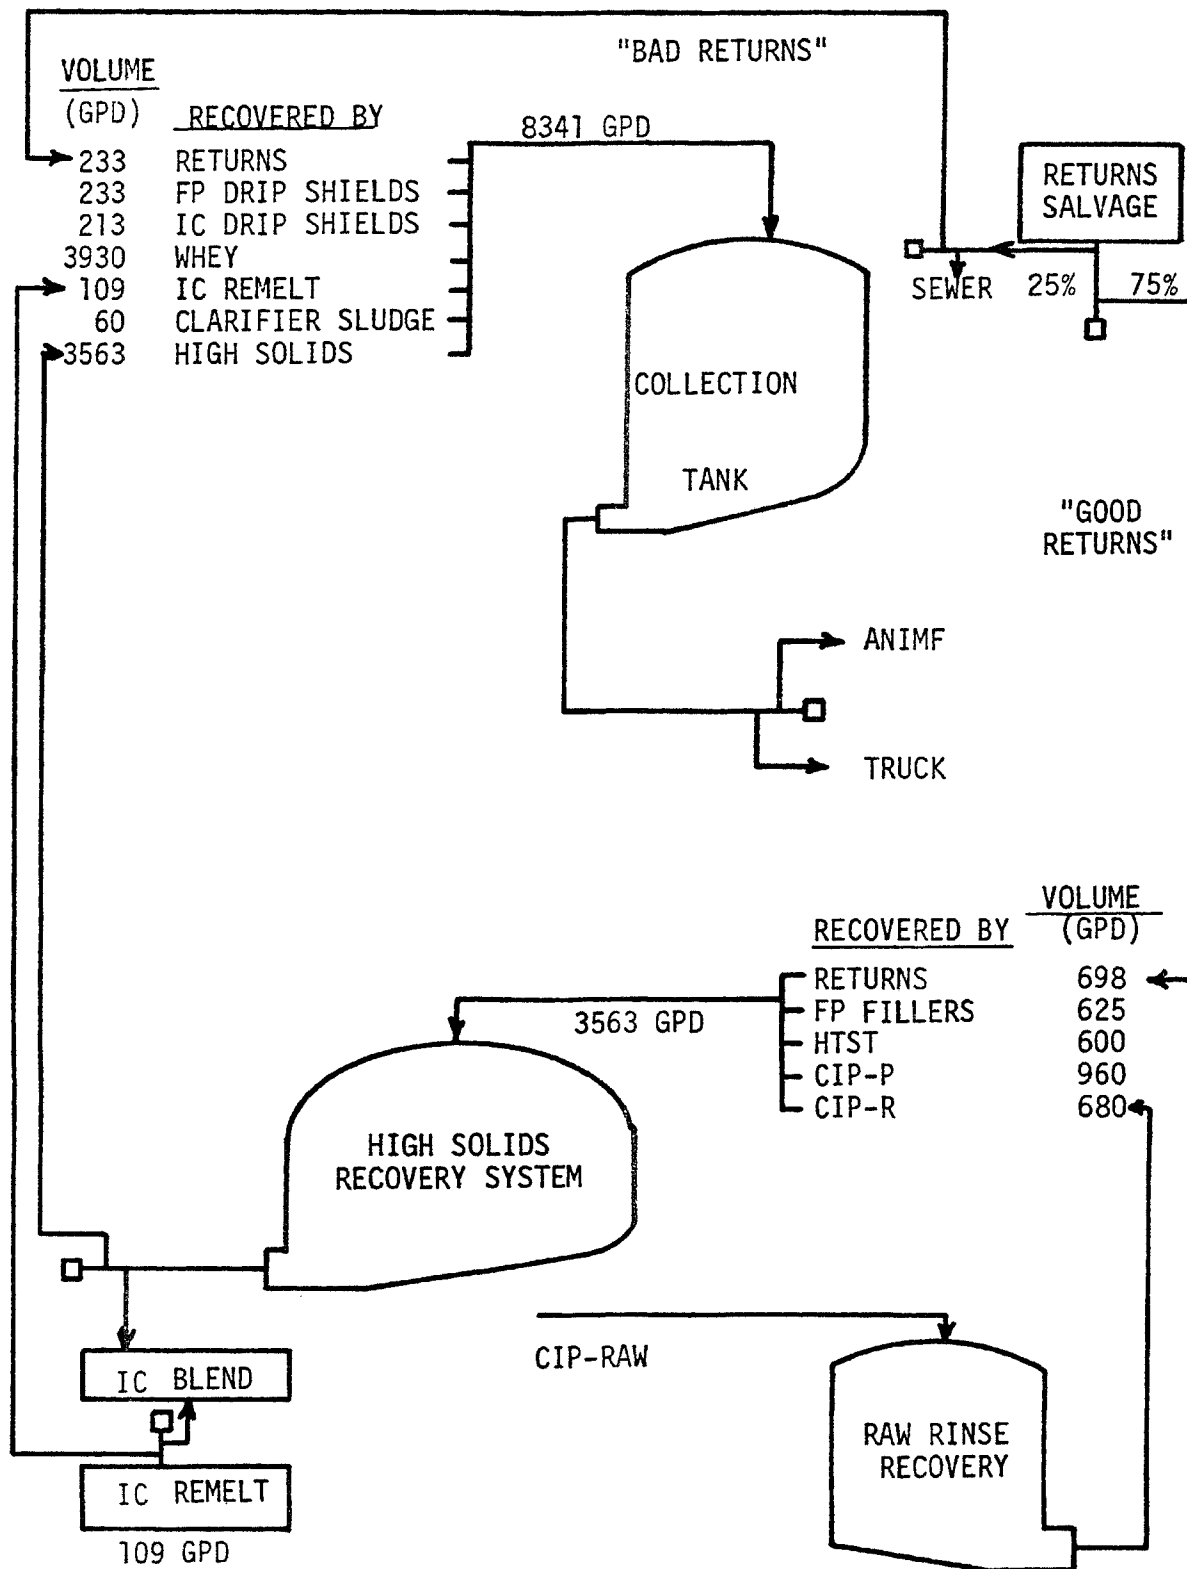 "BAD RETURNS"
VOLUME
(GPD) RECOVERED BY
8341 GPD
233 RETURNS
233 FP DRIP SHIELDS
213 IC DRIP SHIELDS
3930 WHEY
109 IC REMELT
60 CLARIFIER SLUDGE
3563 HIGH SOLIDS
RETURNS
SALVAGE
SEWER 25% 75%
COLLECTION
TANK
"GOOD
RETURNS"
ANIMF
TRUCK
VOLUME
RECOVERED BY (GPD)
RETURNS 698
FP FILLERS 625
HTST 600
CIP-P 960
CIP-R 680
3563 GPD
HIGH SOLIDS
RECOVERY SYSTEM
CIP-RAW
IC BLEND
RAW RINSE
RECOVERY
IC REMELT
109 GPD